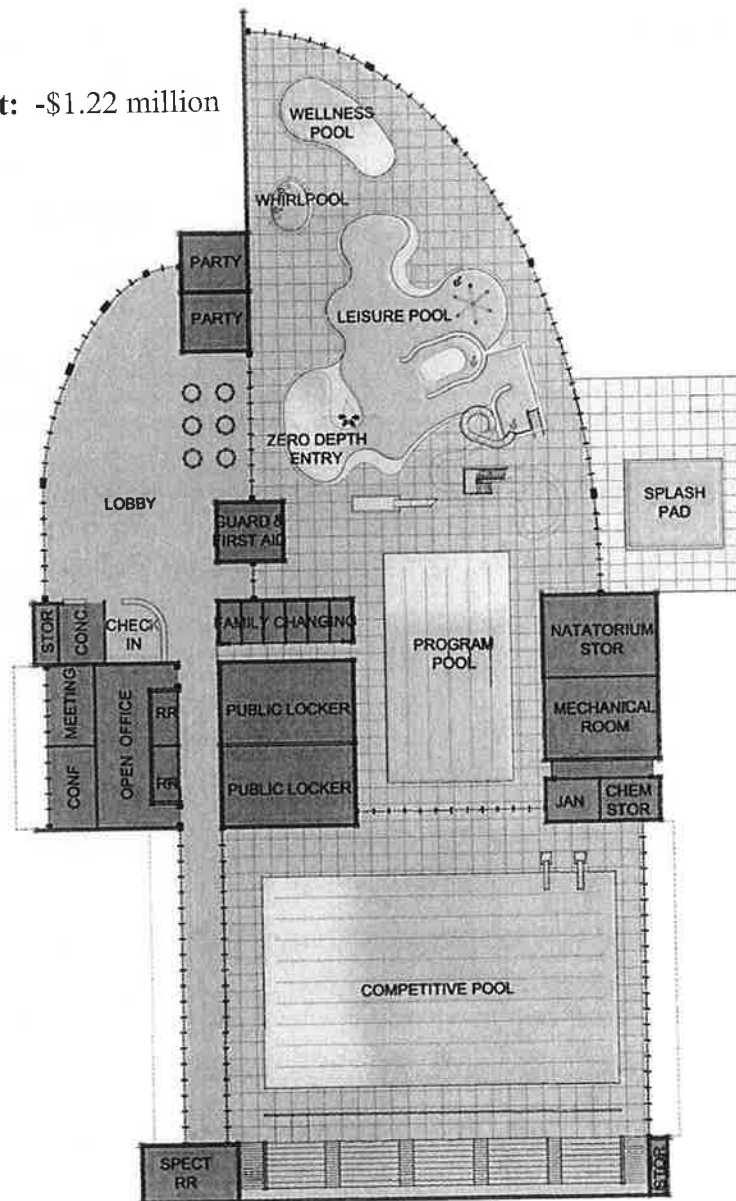 t: -$1.22 million
WELLNESS
POOL
WHIRLPOOL
PARTY
PARTY
LEISURE POOL
ZERO DEPTH
ENTRY
LOBBY
SPLASH
PAD
GUARD &
FIRST AID
STOR
CONC.
CHECK
IN
FAMILY CHANGING
PROGRAM
POOL
NATATORIUM
STOR
MEETING
OPEN OFFICE
RR
PUBLIC LOCKER
MECHANICAL
ROOM
CONF
RR
PUBLIC LOCKER
JAN
CHEM
STOR
COMPETITIVE POOL
SPECT
RR
STOR